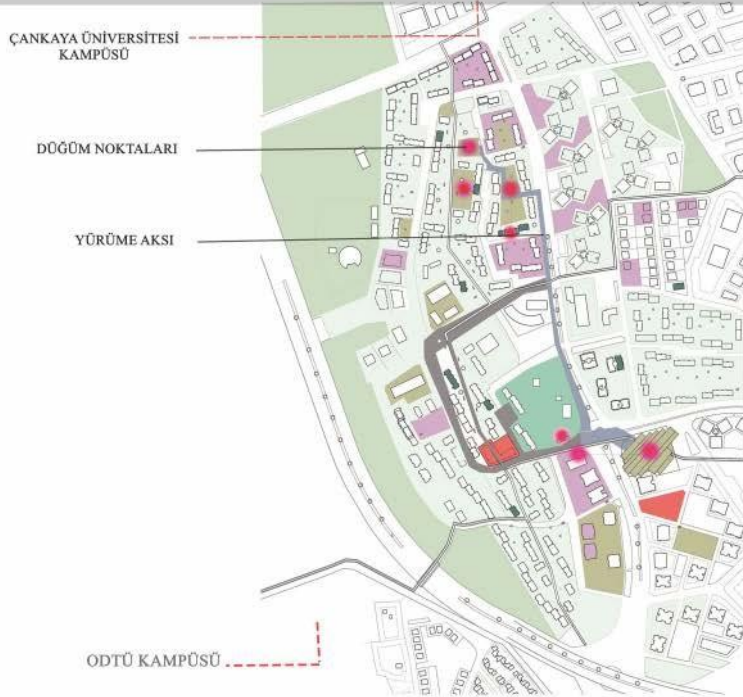 ÇANKAYA ÜNİVERSİTESİ
KAMPÜSÜ
DÜĞÜM NOKTALARI
YÜRÜME AKSI
ODTÜ KAMPÜSÜ